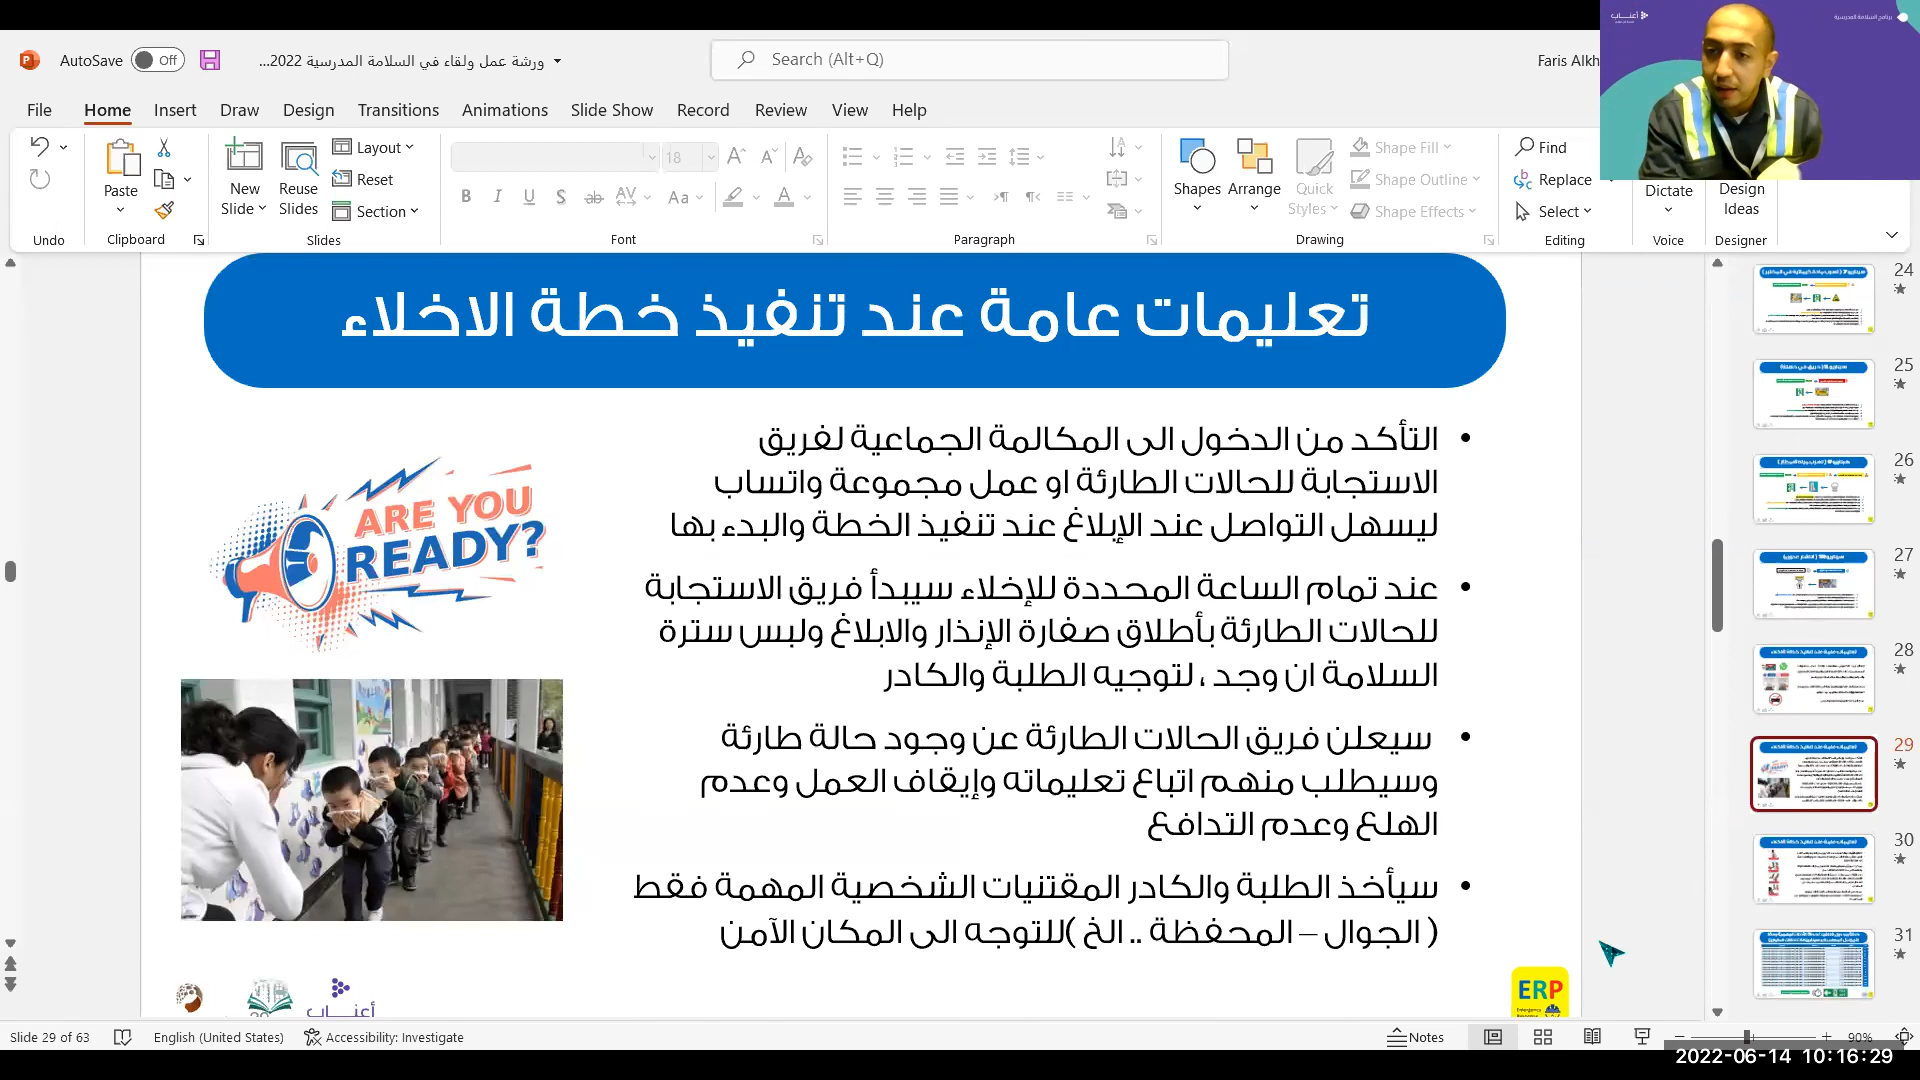 أعناب
برنامج السلامة المدرسية
AutoSave
Off
ورشة عمل ولقاء في السلامة المدرسية 2022...
Search (Alt+Q)
Faris Alkh
File
Home
Insert
Draw
Design
Transitions
Animations
Slide Show
Record
Review
View
Help
Undo
Paste
Clipboard
New Slide
Reuse Slides
Layout
Reset
Section
Slides
18
Font
Paragraph
Shapes
Arrange
Quick Styles
Shape Fill
Shape Outline
Shape Effects
Drawing
Find
Replace
Select
Editing
Dictate
Voice
Design Ideas
Designer
تعليمات عامة عند تنفيذ خطة الاخلاء
• التأكد من الدخول الى المكالمة الجماعية لفريق
الاستجابة للحالات الطارئة او عمل مجموعة واتساب
ليسهل التواصل عند الإبلاغ عند تنفيذ الخطة والبدء بها
• عند تمام الساعة المحددة للإخلاء سيبدأ فريق الاستجابة
للحالات الطارئة بأطلاق صفارة الإنذار والابلاغ ولبس سترة
السلامة ان وجد ، لتوجيه الطلبة والكادر
• سيعلن فريق الحالات الطارئة عن وجود حالة طارئة
وسيطلب منهم اتباع تعليماته وإيقاف العمل وعدم
الهلع وعدم التدافع
• سيأخذ الطلبة والكادر المقتنيات الشخصية المهمة فقط
( الجوال – المحفظة .. الخ )للتوجه الى المكان الآمن
ARE YOU
READY?
أعناب
ERP
24
25
26
27
28
29
30
31
Slide 29 of 63
English (United States)
Accessibility: Investigate
Notes
90%
2022-06-14 10:16:29